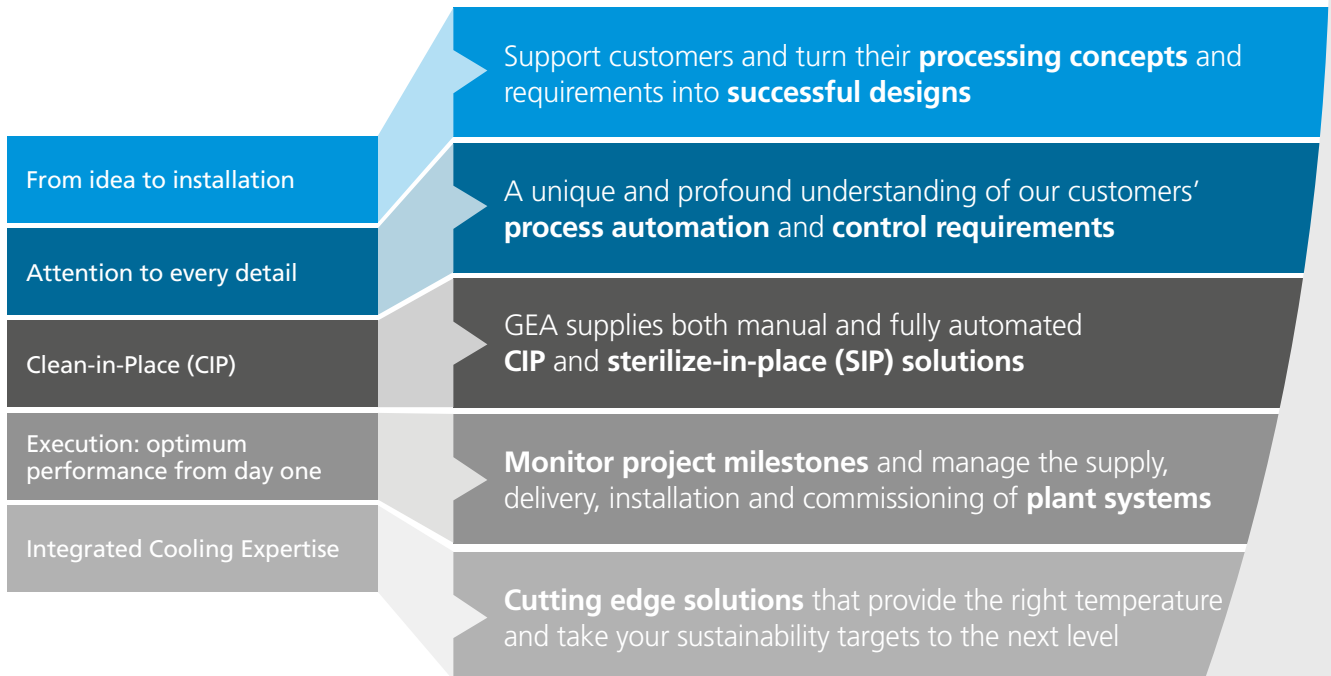 From idea to installation
Support customers and turn their processing concepts and
requirements into successful designs
Attention to every detail
A unique and profound understanding of our customers’
process automation and control requirements
Clean-in-Place (CIP)
GEA supplies both manual and fully automated
CIP and sterilize-in-place (SIP) solutions
Execution: optimum
performance from day one
Monitor project milestones and manage the supply,
delivery, installation and commissioning of plant systems
Integrated Cooling Expertise
Cutting edge solutions that provide the right temperature
and take your sustainability targets to the next level